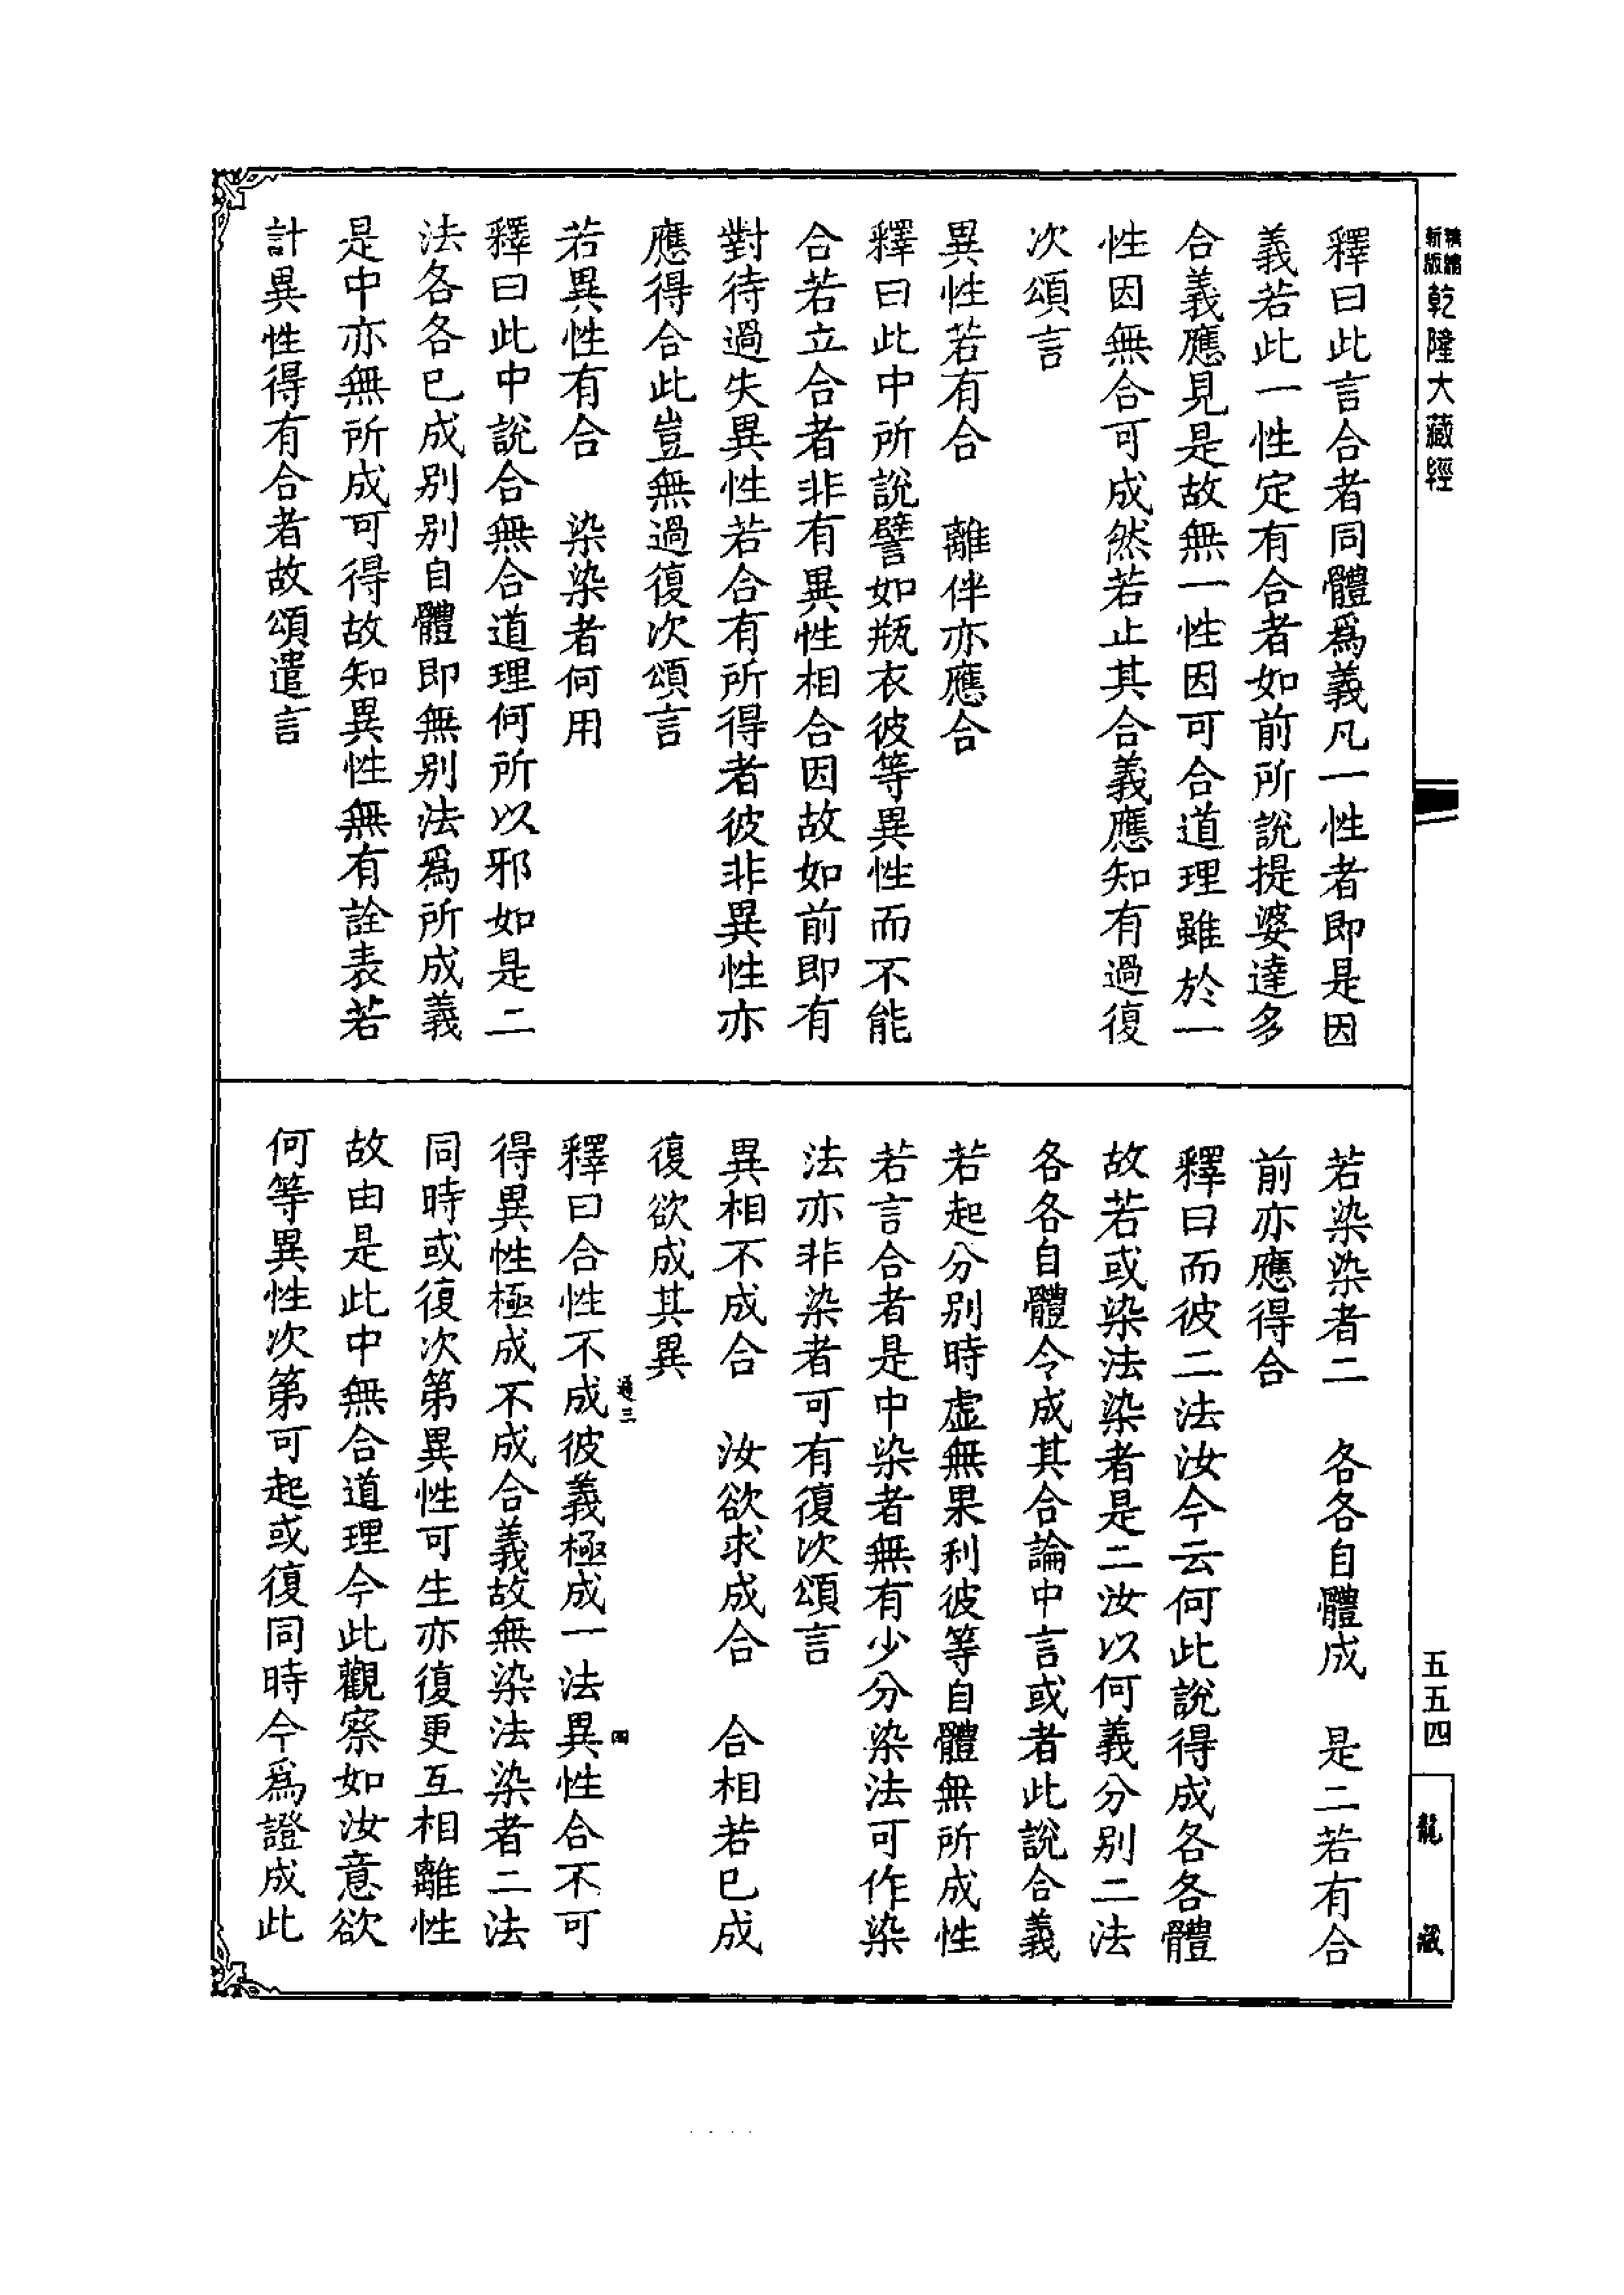 新版
乾隆大藏經
釋曰此言合者同體爲義凡一性者即是因
義若此一性定有合者如前所說提婆達多
合義應見是故無一性因可合道理雖於一
性因無合可成然若止其合義應知有過復
次頌言
異性若有合　離伴亦應合
釋曰此中所說譬如瓶衣彼等異性而不能
合若立合者非有異性相合因故如前即有
對待過失異性若合有所得者彼非異性亦
應得合此豈無過復次頌言
若異性有合　染染者何用
釋曰此中說合無合道理何所以邪如是二
法各各已成别别自體即無别法爲所成義
是中亦無所成可得故知異性無有詮表若
計異性得有合者故頌遣言
若染染者二　各各自體成　是二若有合
前亦應得合
釋曰而彼二法汝今云何此說得成各各體
故若或染法染者是二汝以何義分别二法
各各自體令成其合論中言或者此說合義
若起分别時虛無果利彼等自體無所成性
若言合者是中染者無有少分染法可作染
法亦非染者可有復次頌言
異相不成合　汝欲求成合　合相若已成
復欲成其異
釋曰合性不成彼義極成一法異性合不可
得異性極成不成合義故無染法染者二法
同時或復次第異性可生亦復更互相離性
故由是此中無合道理今此觀察如汝意欲
何等異性次第可起或復同時今爲證成此
五五四
龍藏